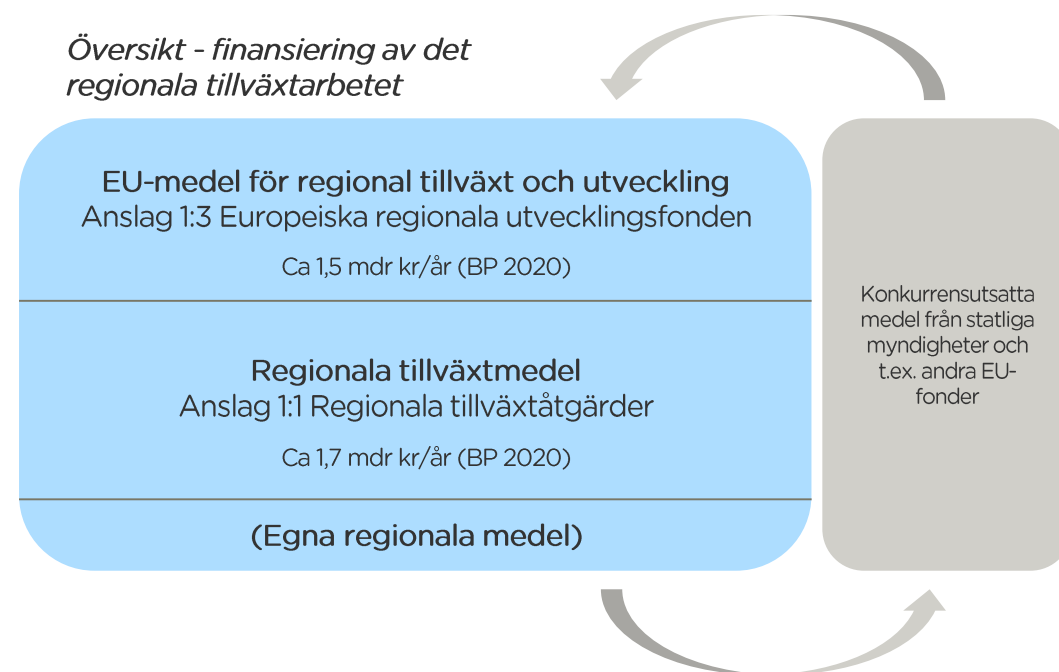 Översikt - finansiering av det
regionala tillväxtarbetet
EU-medel för regional tillväxt och utveckling
Anslag 1:3 Europeiska regionala utvecklingsfonden
Ca 1,5 mdr kr/år (BP 2020)
Regionala tillväxtmedel
Anslag 1:1 Regionala tillväxtåtgärder
Ca 1,7 mdr kr/år (BP 2020)
(Egna regionala medel)
Konkurrensutsatta
medel från statliga
myndigheter och
t.ex. andra EU-
fonder